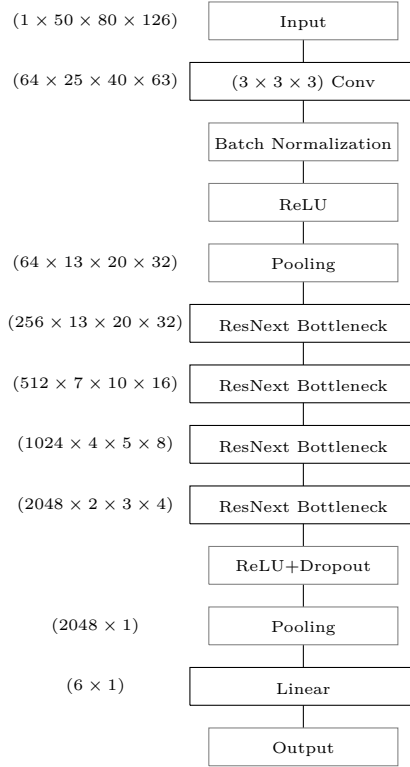 (1 × 50 × 80 × 126) Input
(64 × 25 × 40 × 63) (3 × 3 × 3) Conv
Batch Normalization
ReLU
(64 × 13 × 20 × 32) Pooling
(256 × 13 × 20 × 32) ResNext Bottleneck
(512 × 7 × 10 × 16) ResNext Bottleneck
(1024 × 4 × 5 × 8) ResNext Bottleneck
(2048 × 2 × 3 × 4) ResNext Bottleneck
ReLU+Dropout
(2048 × 1) Pooling
(6 × 1) Linear
Output